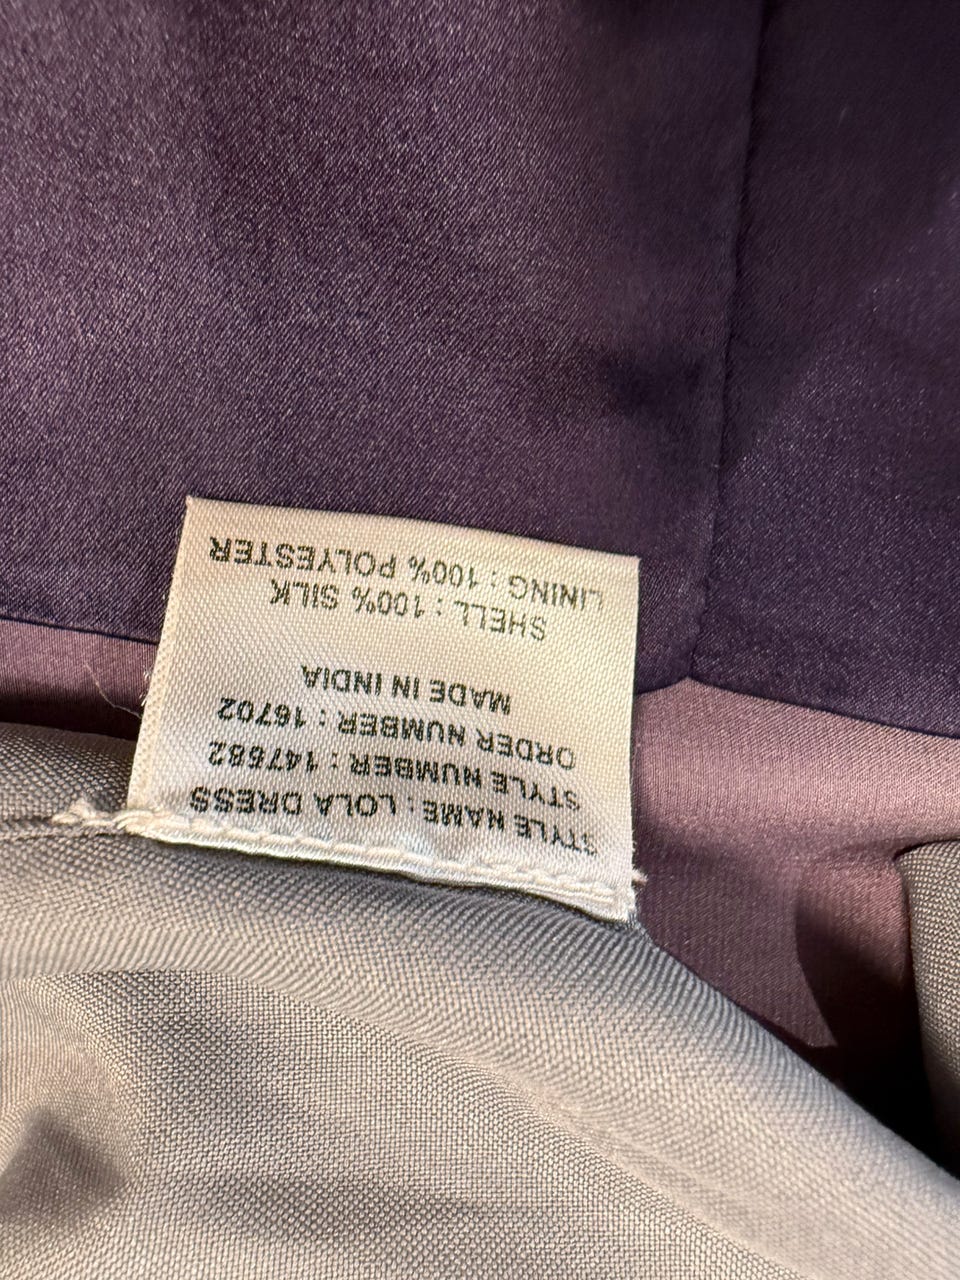 STYLE NAME : LOLA DRESS
STYLE NUMBER : 147682
ORDER NUMBER : 16702
MADE IN INDIA
SHELL : 100% SILK
LINING : 100% POLYESTER